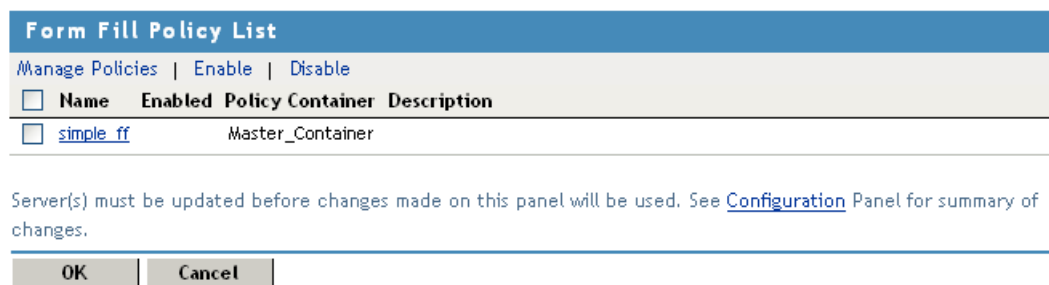 Form Fill Policy List
Manage Policies | Enable | Disable
Name Enabled Policy Container Description
simple_ff Master_Container
Server(s) must be updated before changes made on this panel will be used. See Configuration Panel for summary of
changes.
OK Cancel